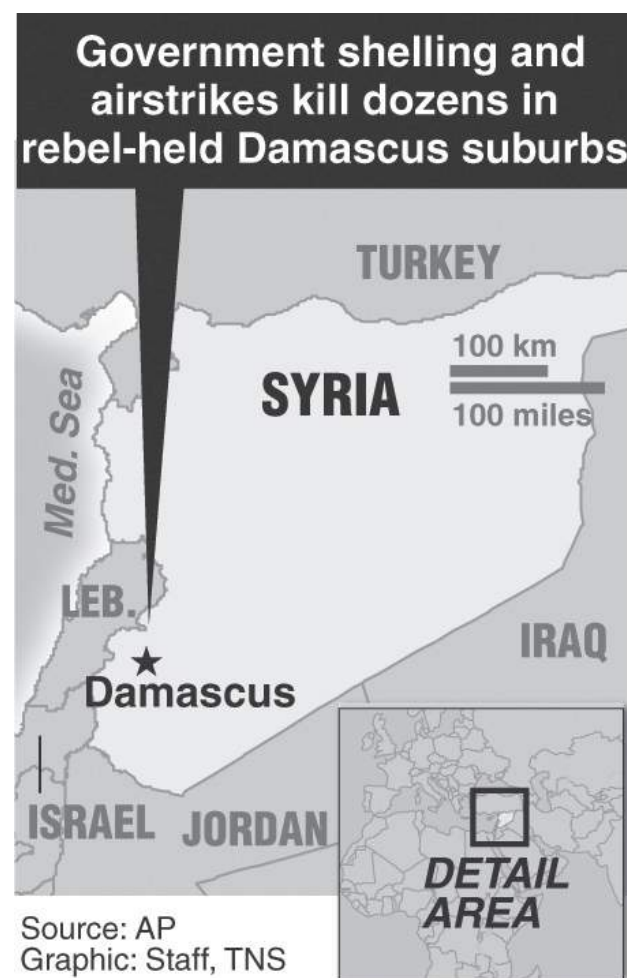 Government shelling and
airstrikes kill dozens in
rebel-held Damascus suburbs
TURKEY
100 km
SYRIA
100 miles
Med. Sea
LEB.
IRAQ
Damascus
ISRAEL
JORDAN
DETAIL
AREA
Source: AP
Graphic: Staff, TNS